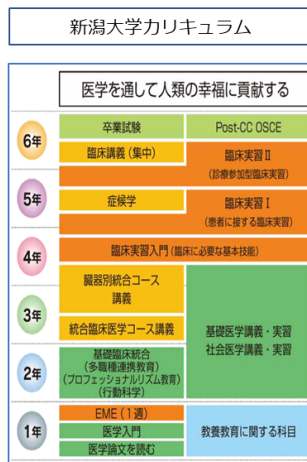 新潟大学カリキュラム
医学を通して人類の幸福に貢献する
6年
卒業試験
Post-CC OSCE
臨床講義(集中)
臨床実習Ⅱ
(診療参加型臨床実習)
5年
症候学
臨床実習Ⅰ
(患者に接する臨床実習)
4年
臨床実習入門(臨床に必要な基本技能)
3年
臓器別統合コース
講義
統合臨床医学コース講義
基礎医学講義・実習
社会医学講義・実習
2年
基礎臨床統合
(多職種連携教育)
(プロフェッショナルリズム教育)
(行動科学)
1年
EME(1週)
医学入門
医学論文を読む
教養教育に関する科目